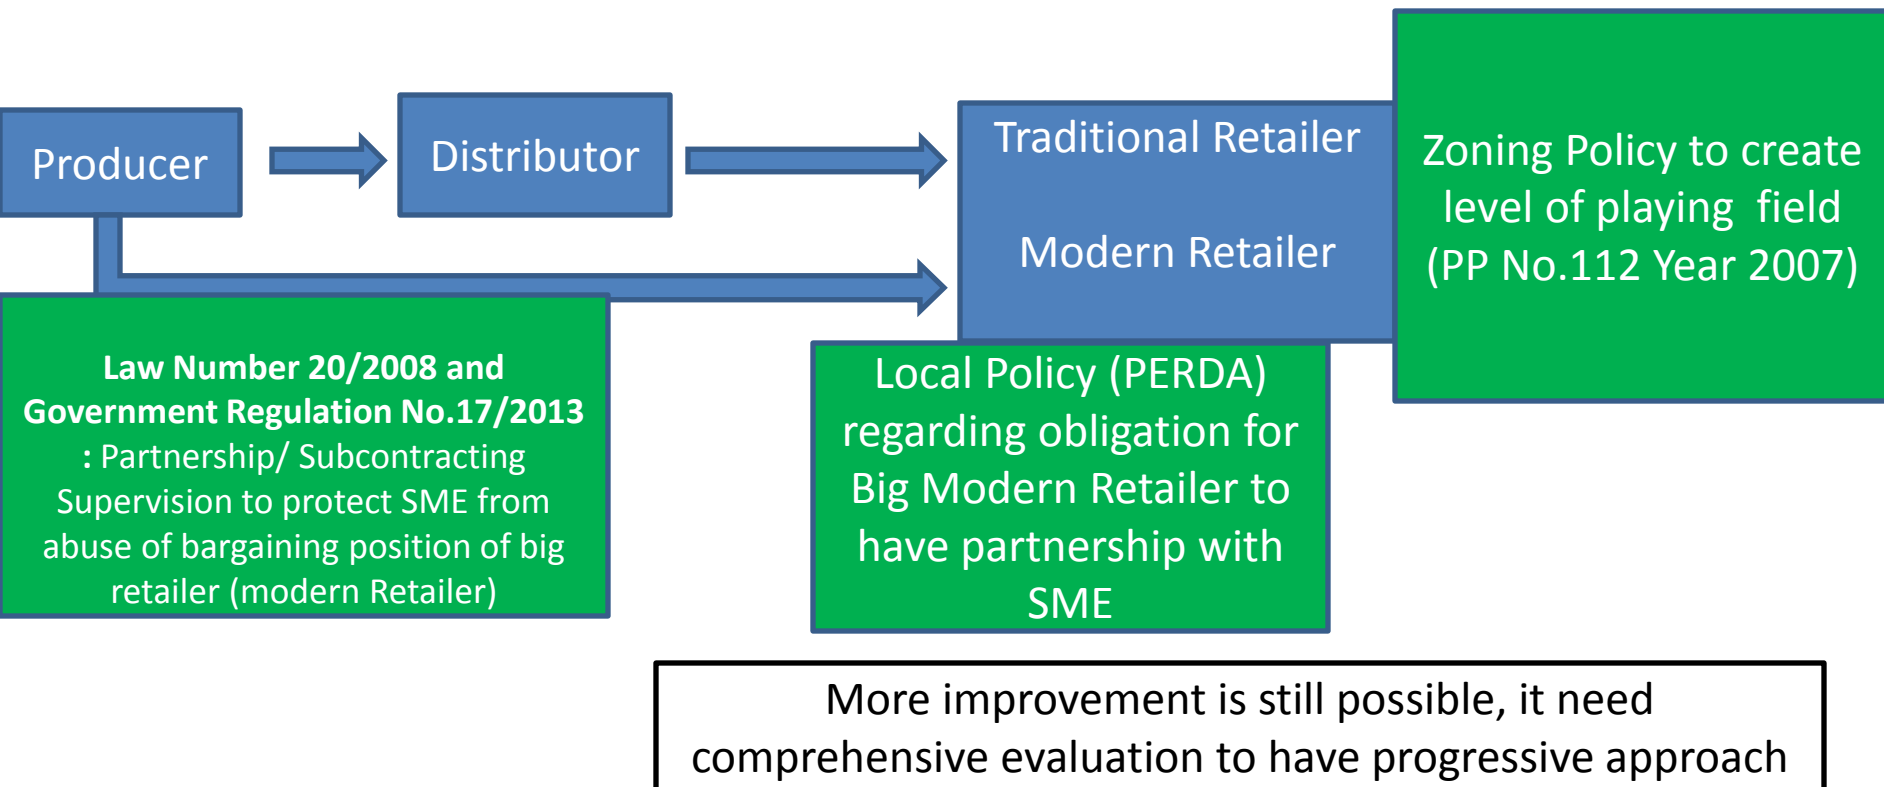 Producer
Distributor
Traditional Retailer
Modern Retailer
Zoning Policy to create
level of playing field
(PP No.112 Year 2007)
Law Number 20/2008 and
Government Regulation No.17/2013
: Partnership/ Subcontracting
Supervision to protect SME from
abuse of bargaining position of big
retailer (modern Retailer)
Local Policy (PERDA)
regarding obligation for
Big Modern Retailer to
have partnership with
SME
More improvement is still possible, it need
comprehensive evaluation to have progressive approach